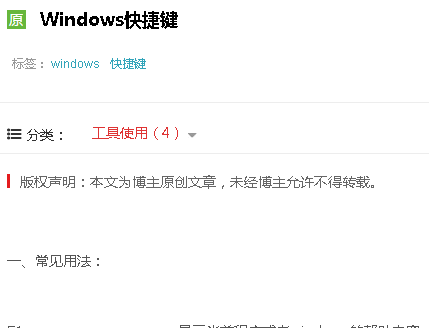 原 Windows快捷键
标签：windows 快捷键
分类： 工具使用（4）
版权声明：本文为博主原创文章，未经博主允许不得转载。
一、常见用法：